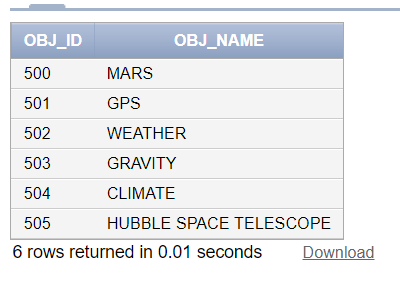 OBJ_ID OBJ_NAME
500 MARS
501 GPS
502 WEATHER
503 GRAVITY
504 CLIMATE
505 HUBBLE SPACE TELESCOPE
6 rows returned in 0.01 seconds Download